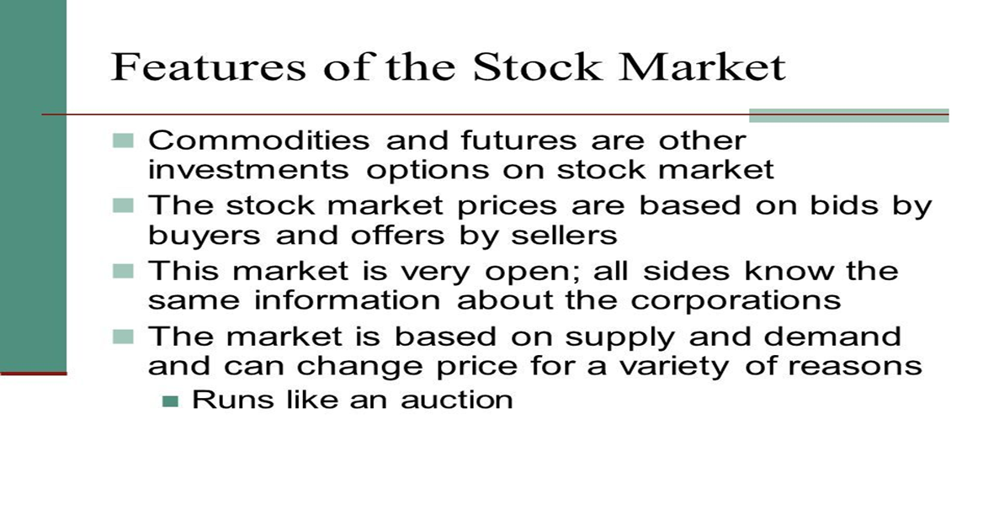 Features of the Stock Market
Commodities and futures are other
investments options on stock market
The stock market prices are based on bids by
buyers and offers by sellers
This market is very open; all sides know the
same information about the corporations
The market is based on supply and demand
and can change price for a variety of reasons
Runs like an auction